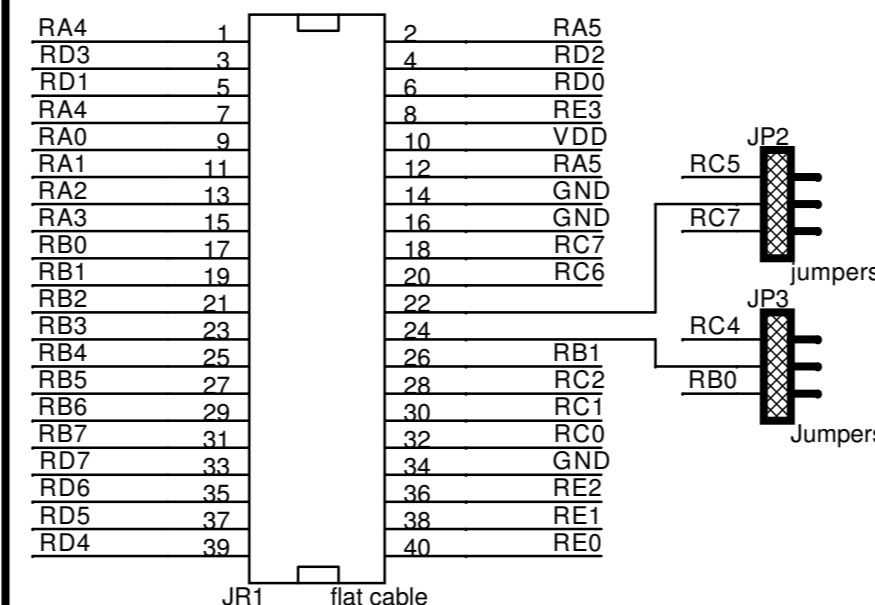 RA4 1 2 RA5
RD3 3 4 RD2
RD1 5 6 RD0
RA4 7 8 RE3
RA0 9 10 VDD
RA1 11 12 RA5
RA2 13 14 GND
RA3 15 16 GND
RB0 17 18 RC7
RB1 19 20 RC6
RB2 21 22
RB3 23 24
RB4 25 26 RB1
RB5 27 28 RC2
RB6 29 30 RC1
RB7 31 32 RC0
RD7 33 34 GND
RD6 35 36 RE2
RD5 37 38 RE1
RD4 39 40 RE0
JR1 flat cable
JP2
RC5
RC7
jumpers
JP3
RC4
RB0
Jumpers